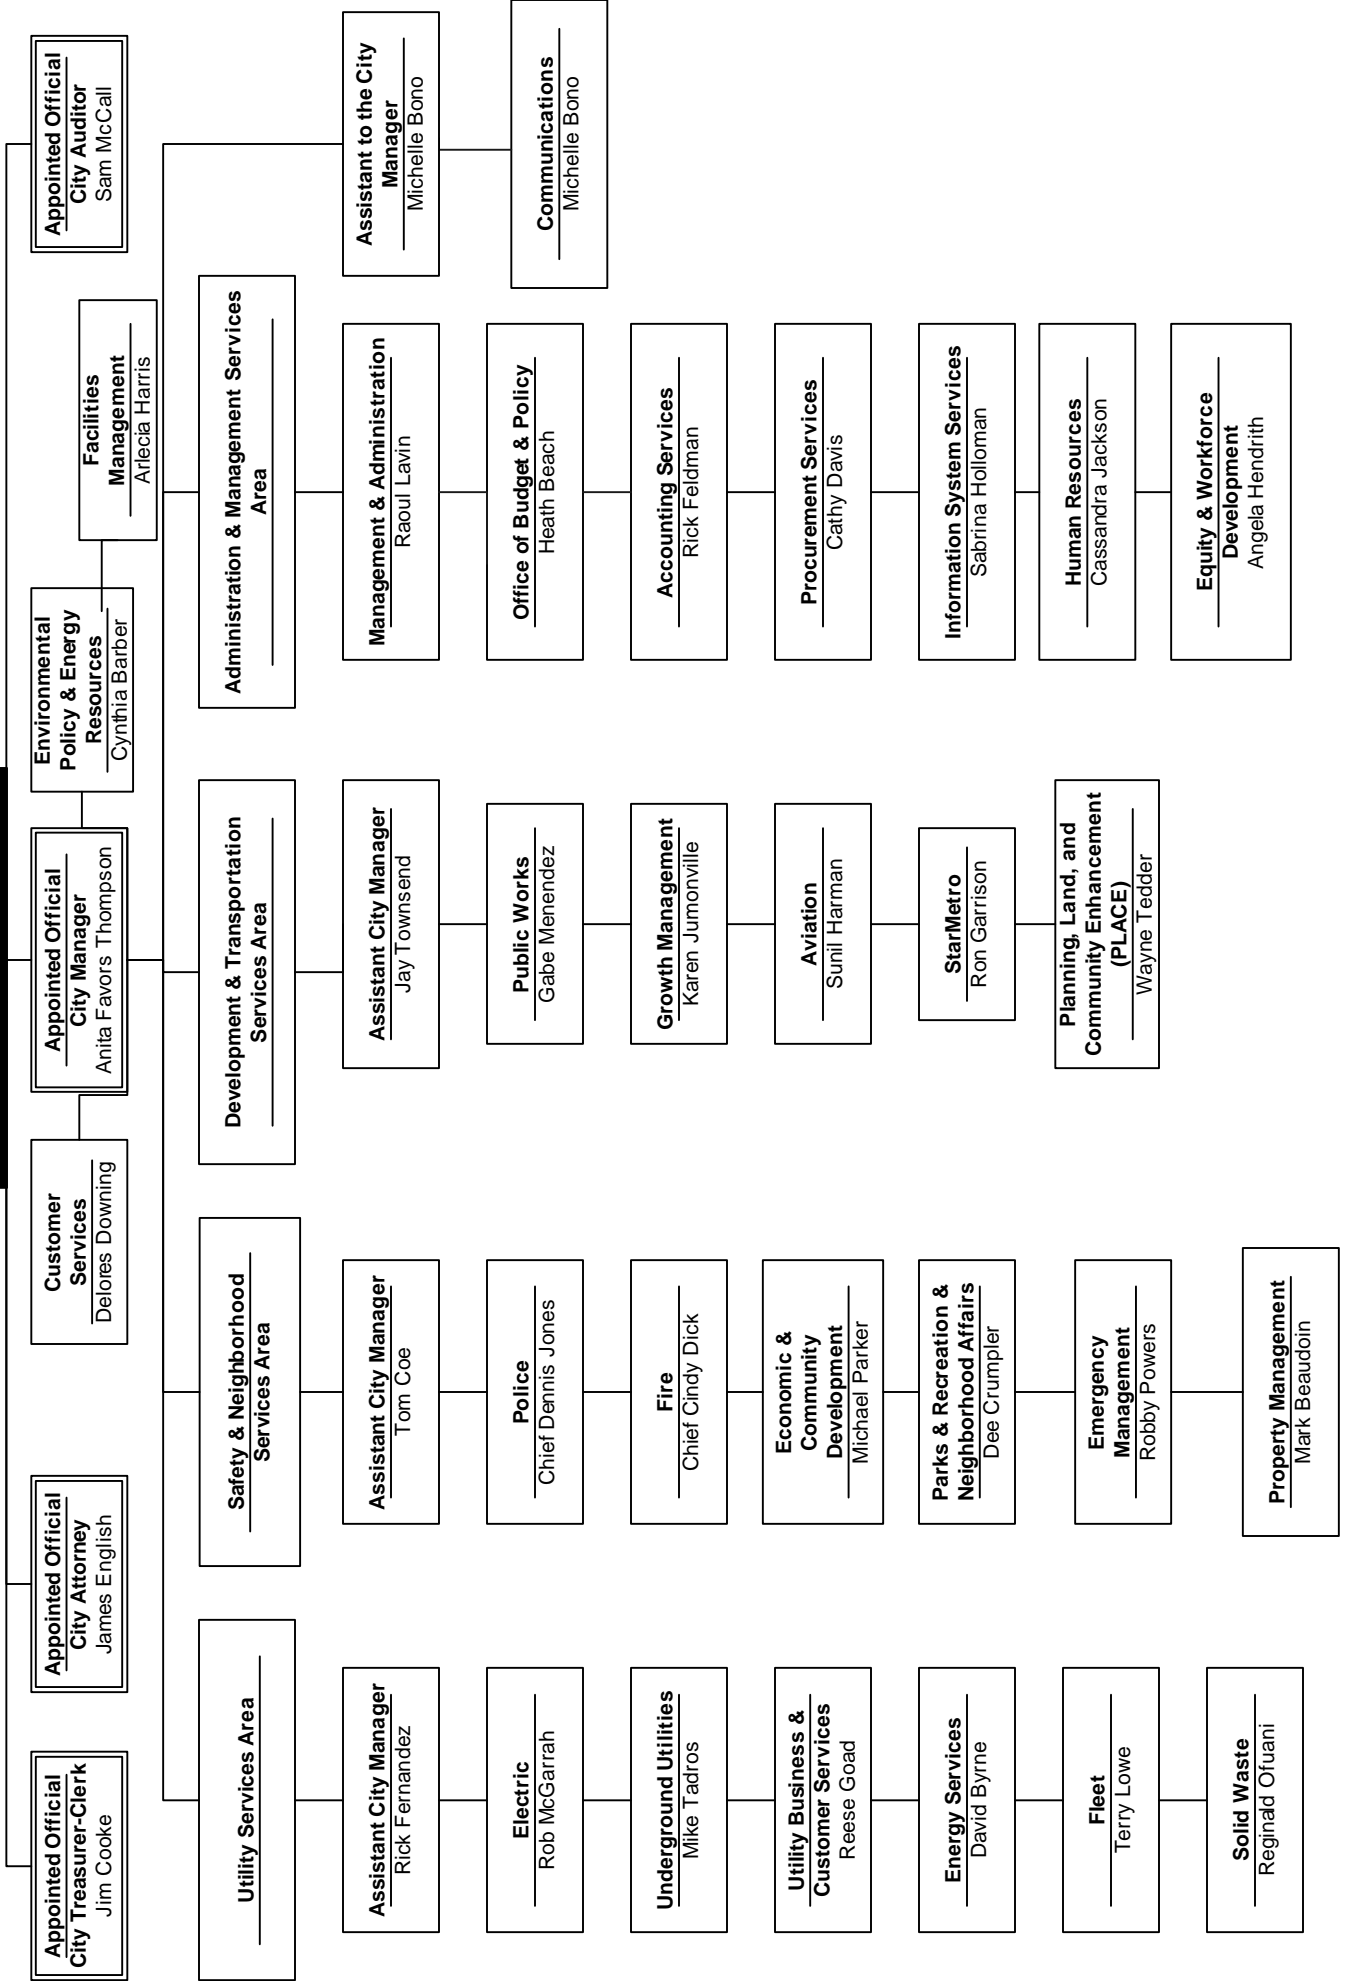 Appointed Official
City Treasurer-Clerk
Jim Cooke
Appointed Official
City Attorney
James English
Customer
Services
Delores Downing
Appointed Official
City Manager
Anita Favors Thompson
Environmental
Policy & Energy
Resources
Cynthia Barber
Facilities
Management
Arlecia Harris
Appointed Official
City Auditor
Sam McCall
Utility Services Area
Assistant City Manager
Rick Fernandez
Electric
Rob McGarrah
Underground Utilities
Mike Tadros
Utility Business &
Customer Services
Reese Goad
Energy Services
David Byrne
Fleet
Terry Lowe
Solid Waste
Reginald Ofuani
Safety & Neighborhood
Services Area
Assistant City Manager
Tom Coe
Police
Chief Dennis Jones
Fire
Chief Cindy Dick
Economic &
Community
Development
Michael Parker
Parks & Recreation &
Neighborhood Affairs
Dee Crumpler
Emergency
Management
Robby Powers
Property Management
Mark Beaudoin
Development & Transportation
Services Area
Assistant City Manager
Jay Townsend
Public Works
Gabe Menendez
Growth Management
Karen Jumonville
Aviation
Sunil Harman
StarMetro
Ron Garrison
Planning, Land, and
Community Enhancement
(PLACE)
Wayne Tedder
Administration & Management Services
Area
Management & Administration
Raoul Lavin
Office of Budget & Policy
Heath Beach
Accounting Services
Rick Feldman
Procurement Services
Cathy Davis
Information System Services
Sabrina Holloman
Human Resources
Cassandra Jackson
Equity & Workforce
Development
Angela Hendrith
Assistant to the City
Manager
Michelle Bono
Communications
Michelle Bono